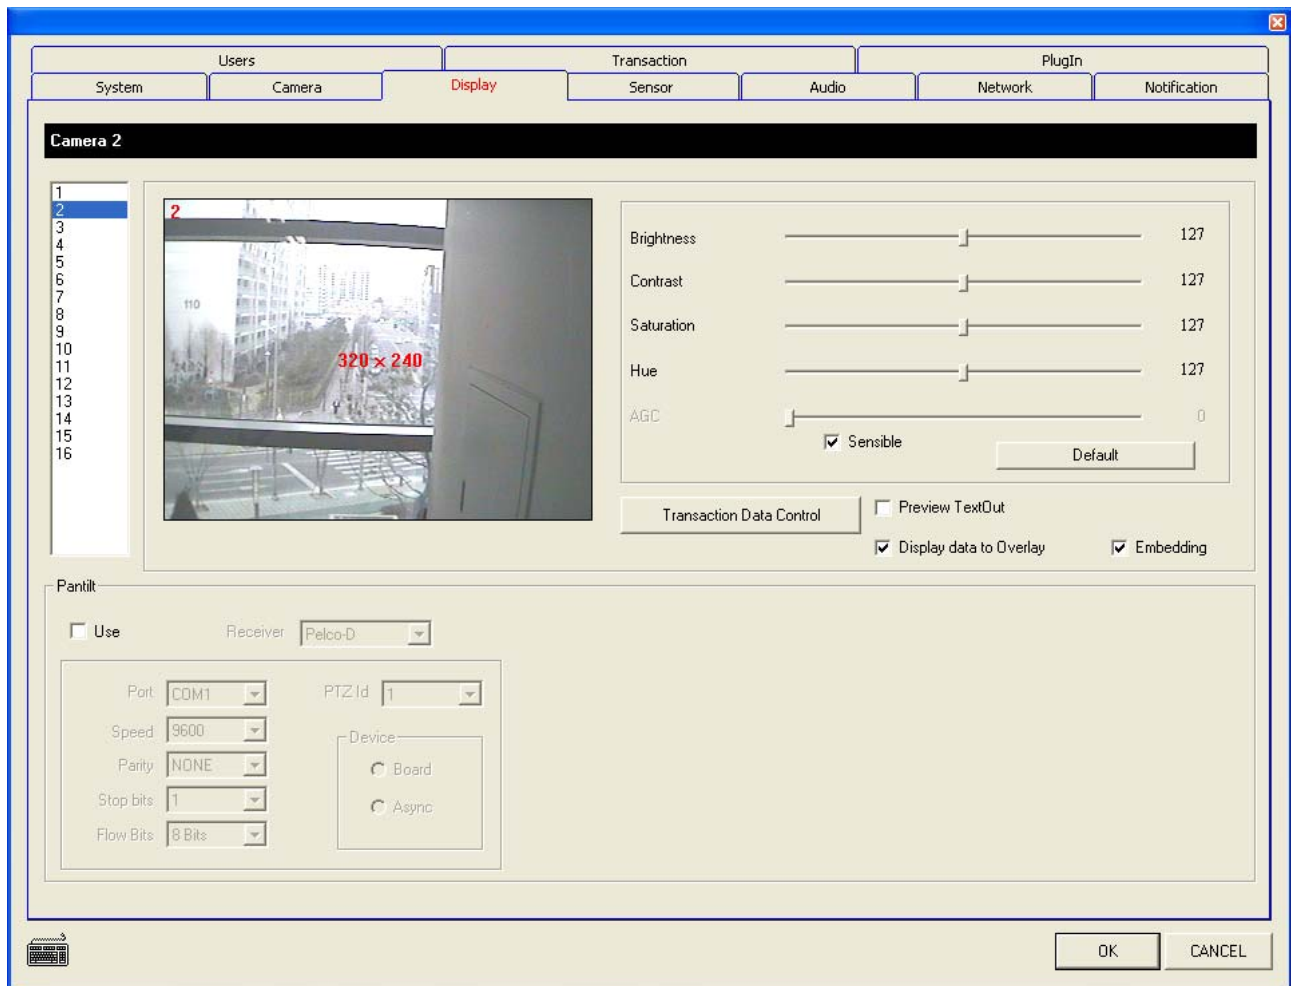 Users Transaction PlugIn
System Camera Display Sensor Audio Network Notification
Camera 2
1
2
3
4
5
6
7
8
9
10
11
12
13
14
15
16
2
110
320 × 240
Brightness 127
Contrast 127
Saturation 127
Hue 127
AGC 0
Sensible
Default
Transaction Data Control
Preview TextOut
Display data to Overlay
Embedding
Pantilt
Use
Receiver Pelco-D
Port COM1
Speed 9600
Parity NONE
Stop bits 1
Flow Bits 8 Bits
PTZ Id 1
Device
Board
Async
OK
CANCEL